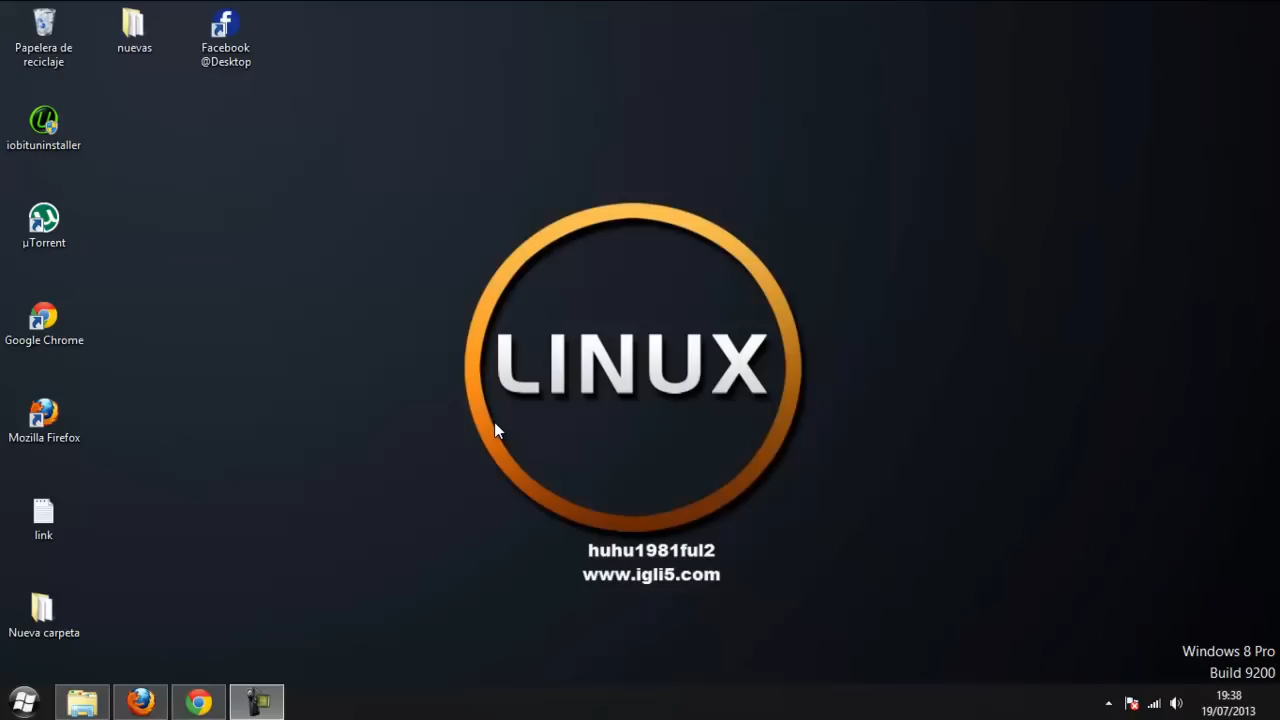 Papelera de
reciclaje
nuevas
Facebook
@Desktop
iobituninstaller
µTorrent
Google Chrome
Mozilla Firefox
link
Nueva carpeta
LINUX
huhu1981ful2
www.igli5.com
Windows 8 Pro
Build 9200
19:38
19/07/2013